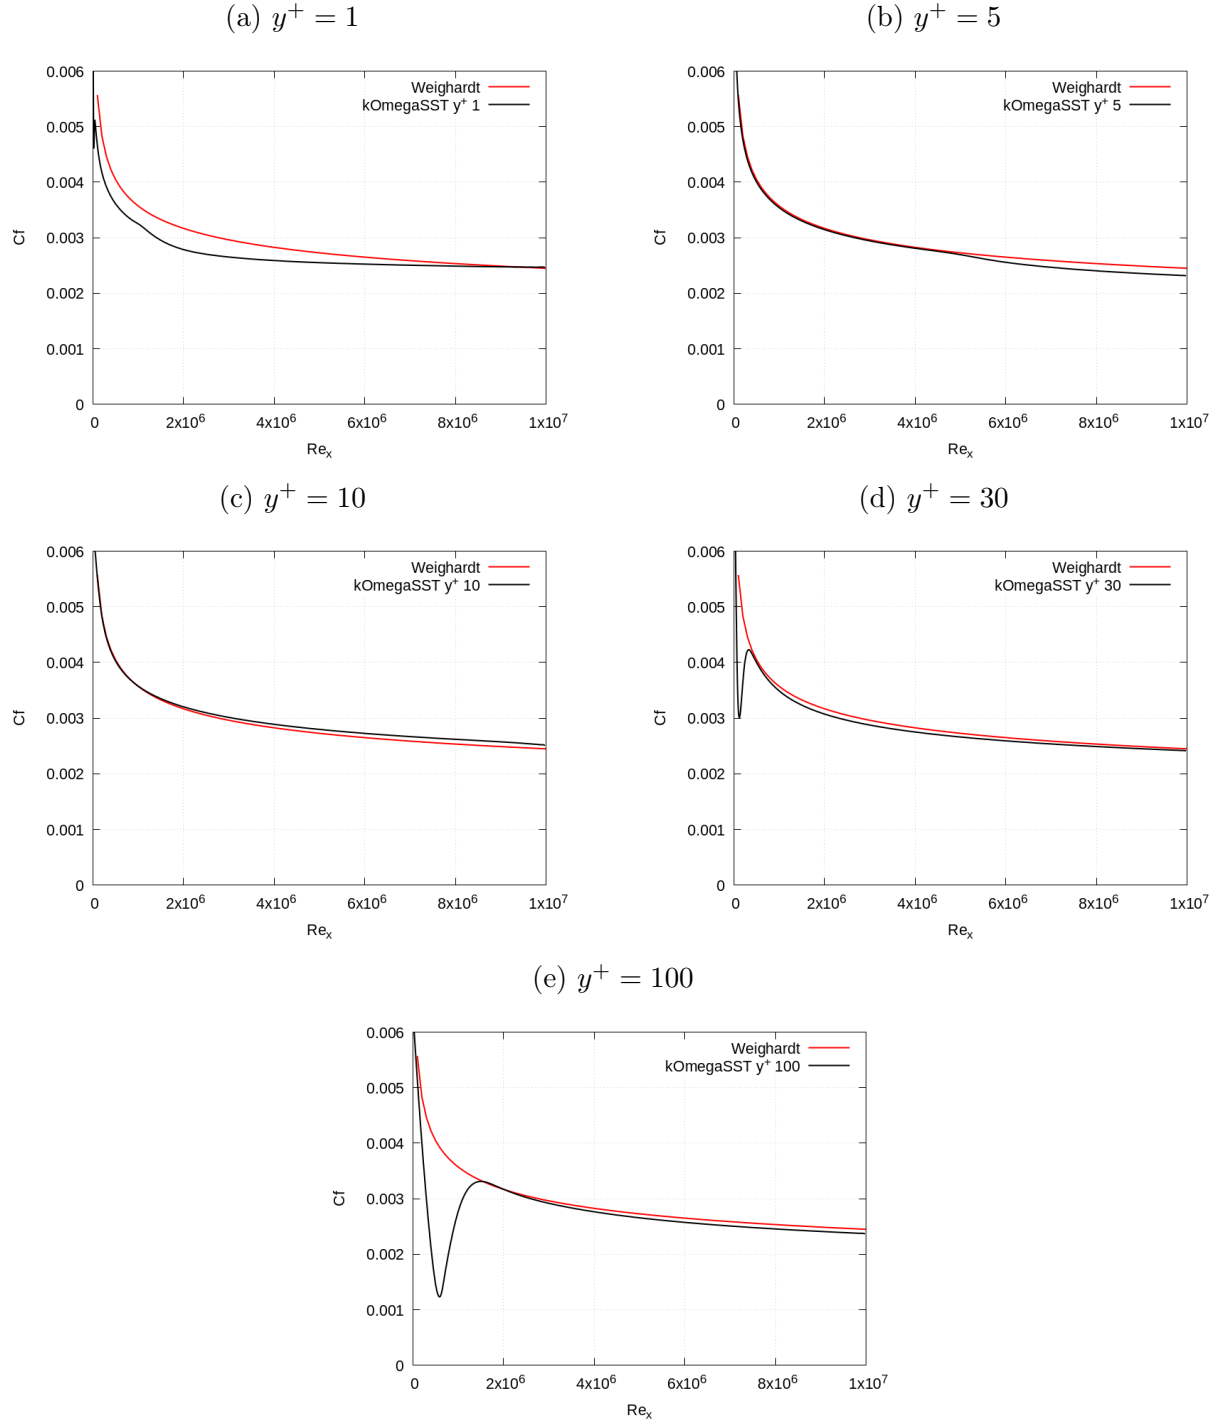 (a) y⁺ = 1
0.006
0.005
0.004
0.003
0.002
0.001
0
Cf
Weighardt
kOmegaSST y⁺ 1
0 2x10⁶ 4x10⁶ 6x10⁶ 8x10⁶ 1x10⁷
Reₓ
(b) y⁺ = 5
0.006
0.005
0.004
0.003
0.002
0.001
0
Cf
Weighardt
kOmegaSST y⁺ 5
0 2x10⁶ 4x10⁶ 6x10⁶ 8x10⁶ 1x10⁷
Reₓ
(c) y⁺ = 10
0.006
0.005
0.004
0.003
0.002
0.001
0
Cf
Weighardt
kOmegaSST y⁺ 10
0 2x10⁶ 4x10⁶ 6x10⁶ 8x10⁶ 1x10⁷
Reₓ
(d) y⁺ = 30
0.006
0.005
0.004
0.003
0.002
0.001
0
Cf
Weighardt
kOmegaSST y⁺ 30
0 2x10⁶ 4x10⁶ 6x10⁶ 8x10⁶ 1x10⁷
Reₓ
(e) y⁺ = 100
0.006
0.005
0.004
0.003
0.002
0.001
0
Cf
Weighardt
kOmegaSST y⁺ 100
0 2x10⁶ 4x10⁶ 6x10⁶ 8x10⁶ 1x10⁷
Reₓ